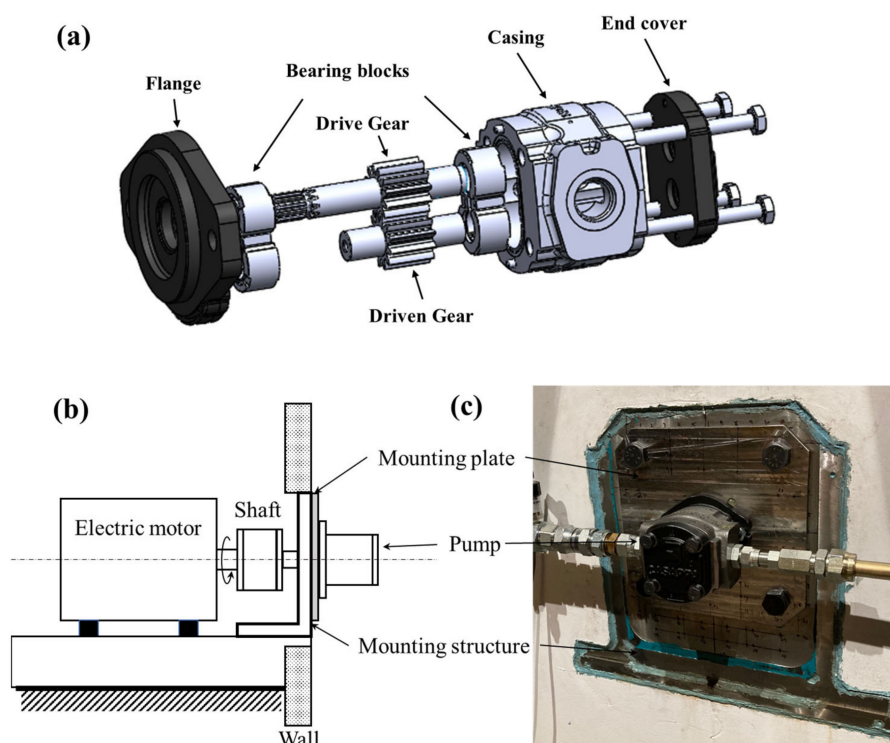 (a)
Casing
End cover
Bearing blocks
Flange
Drive Gear
Driven Gear
(b)
(c)
Mounting plate
Shaft
Electric motor
Pump
Mounting structure
Wall